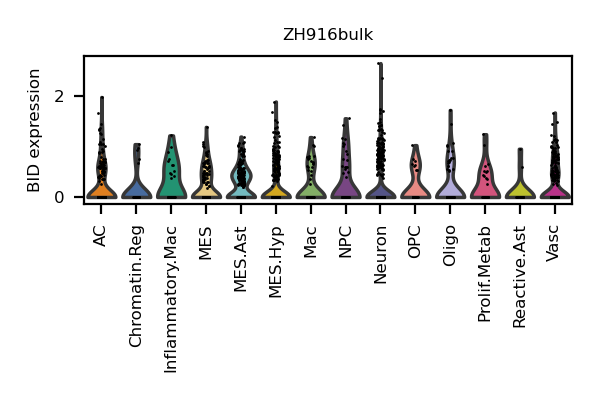 ZH916bulk
BID expression
2
0
AC
Chromatin.Reg
Inflammatory.Mac
MES
MES.Ast
MES.Hyp
Mac
NPC
Neuron
OPC
Oligo
Prolif.Metab
Reactive.Ast
Vasc